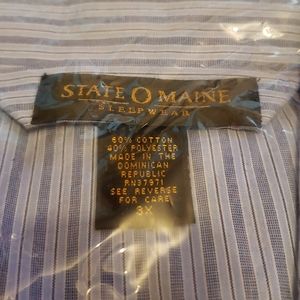 STATE O MAINE
SLEEPWEAR
60% COTTON
40% POLYESTER
MADE IN THE
DOMINICAN
REPUBLIC
RN37971
SEE REVERSE
FOR CARE
3X